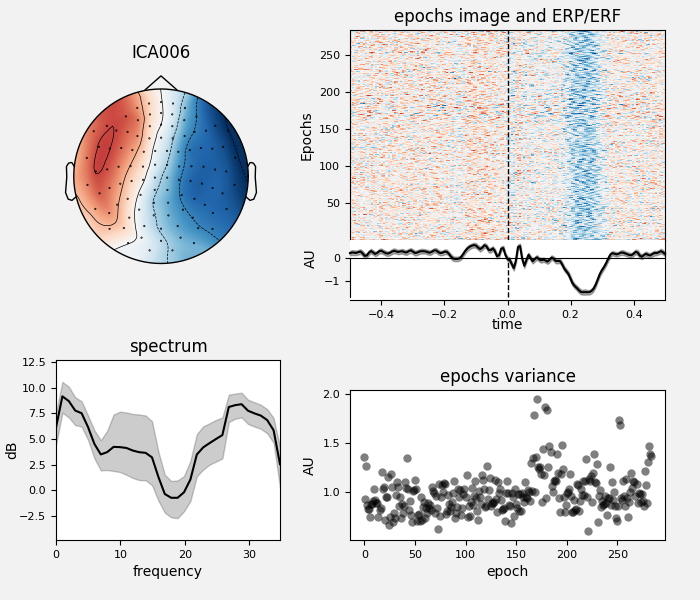 ICA006
epochs image and ERP/ERF
Epochs
250
200
150
100
50
AU
0
−1
−0.4 −0.2 0.0 0.2 0.4
time
spectrum
dB
12.5
10.0
7.5
5.0
2.5
0.0
−2.5
0 10 20 30
frequency
epochs variance
AU
2.0
1.5
1.0
0 50 100 150 200 250
epoch